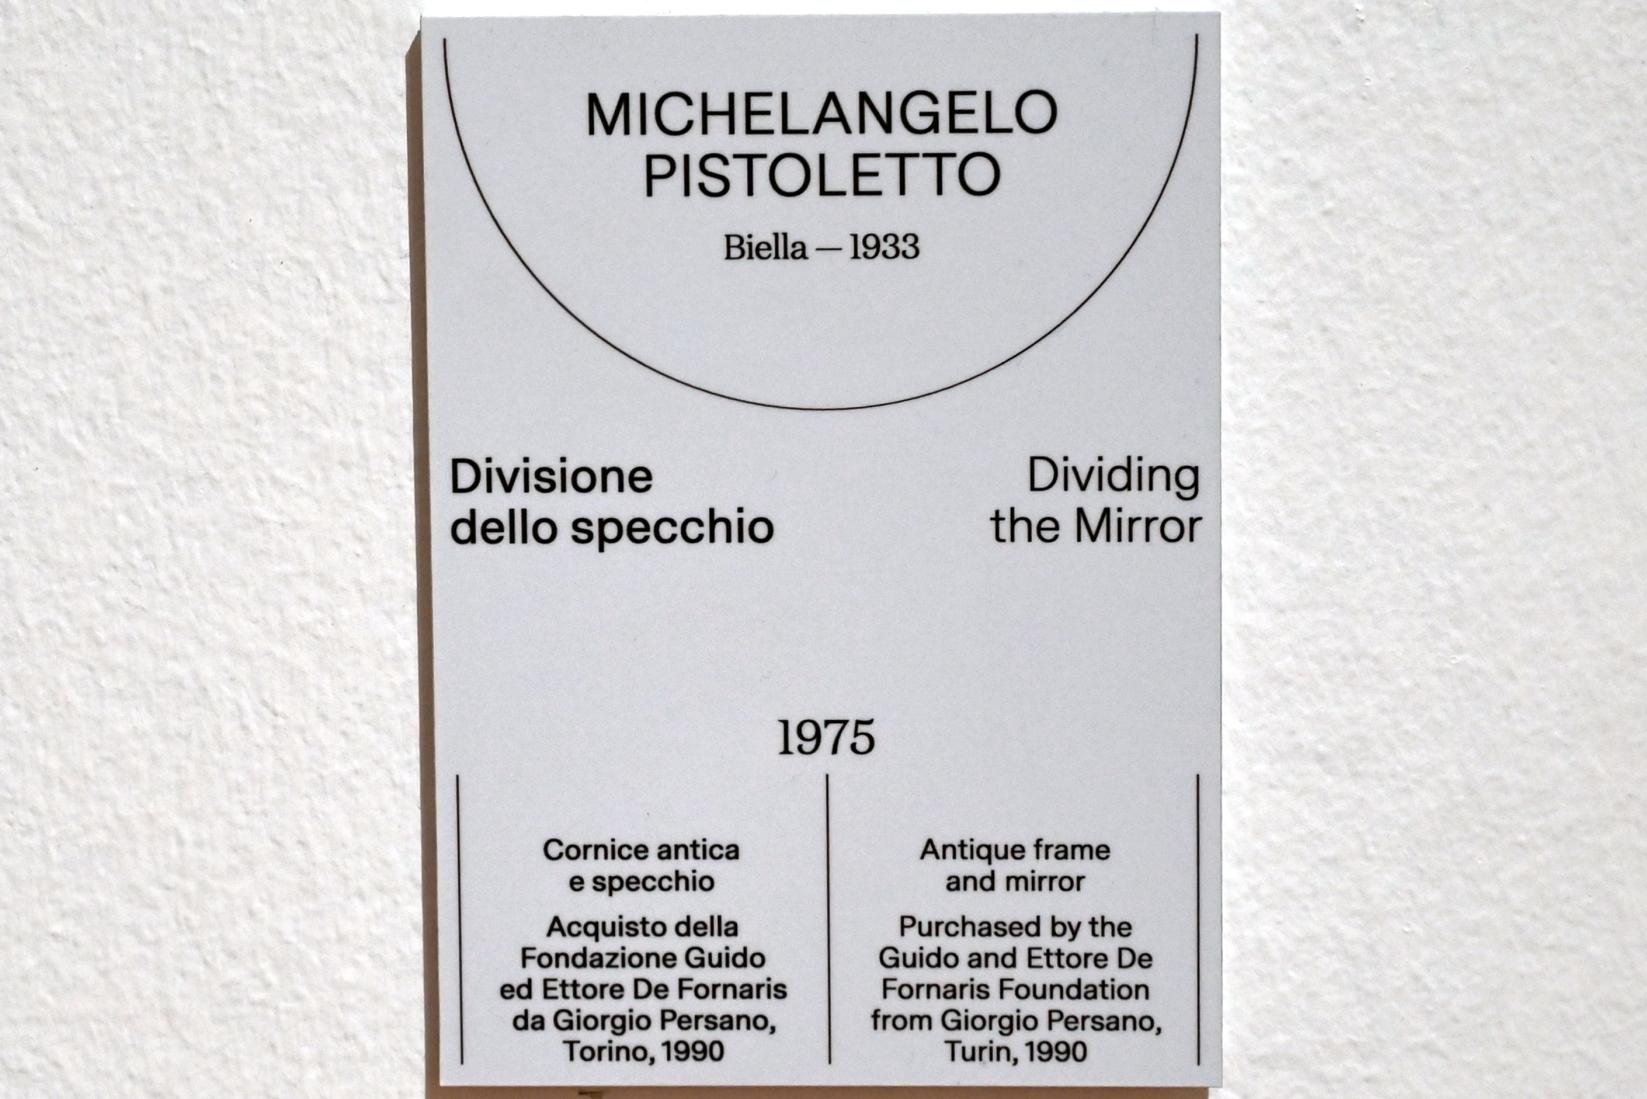 MICHELANGELO
PISTOLETTO
Biella — 1933
Divisione
dello specchio
Dividing
the Mirror
1975
Cornice antica
e specchio
Acquisto della
Fondazione Guido
ed Ettore De Fornaris
da Giorgio Persano,
Torino, 1990
Antique frame
and mirror
Purchased by the
Guido and Ettore De
Fornaris Foundation
from Giorgio Persano,
Turin, 1990